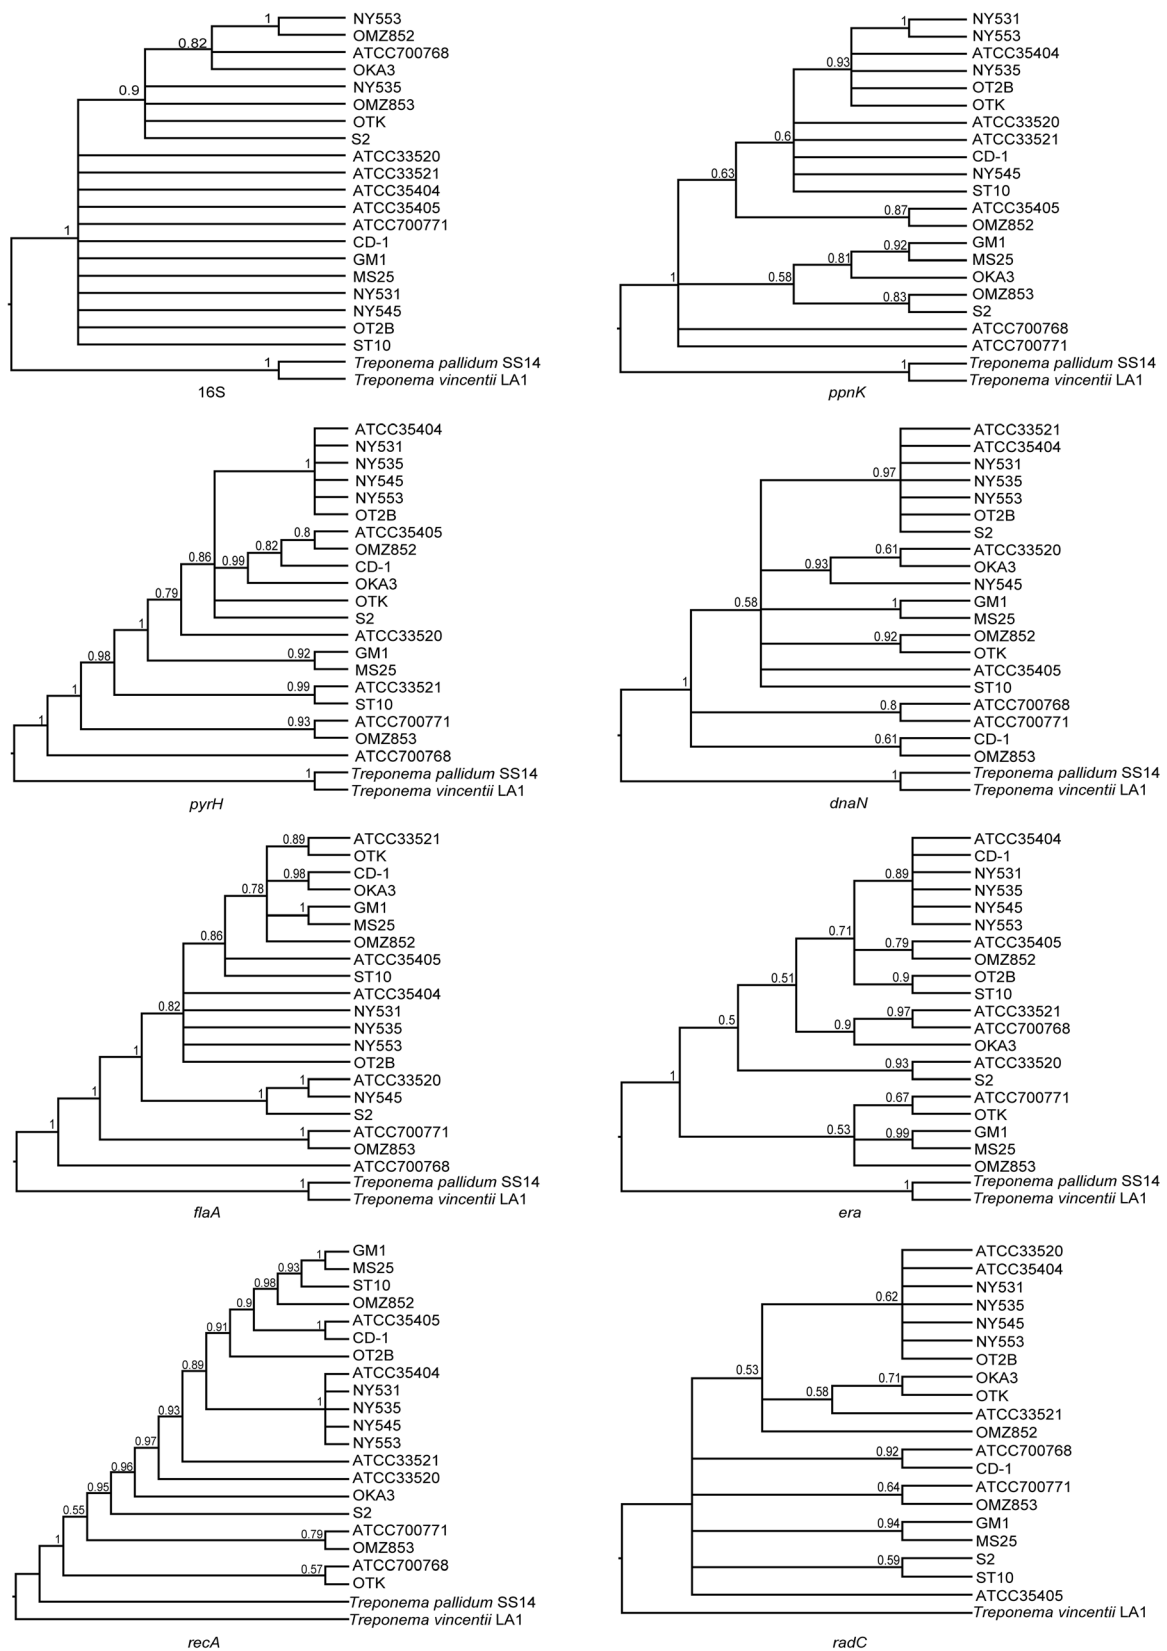 1
NY553
OMZ852
0.82
ATCC700768
OKA3
0.9
NY535
OMZ853
OTK
S2
ATCC33520
ATCC33521
ATCC35404
ATCC35405
ATCC700771
1
CD-1
GM1
MS25
NY531
NY545
OT2B
ST10
1
Treponema pallidum SS14
Treponema vincentii LA1
16S
1
NY531
NY553
ATCC35404
0.93
NY535
OT2B
OTK
ATCC33520
0.6
ATCC33521
CD-1
0.63
NY545
ST10
0.87
ATCC35405
OMZ852
GM1
0.92
MS25
0.81
OKA3
1
0.58
0.83
OMZ853
S2
ATCC700768
ATCC700771
1
Treponema pallidum SS14
Treponema vincentii LA1
ppnK
ATCC35404
NY531
1
NY535
NY545
NY553
OT2B
0.8
ATCC35405
0.82
OMZ852
0.86
0.99
CD-1
OKA3
0.79
OTK
S2
1
ATCC33520
0.98
0.92
GM1
MS25
1
0.99
ATCC33521
ST10
1
0.93
ATCC700771
OMZ853
ATCC700768
1
Treponema pallidum SS14
Treponema vincentii LA1
pyrH
ATCC33521
ATCC35404
NY531
0.97
NY535
NY553
OT2B
S2
0.61
ATCC33520
0.93
OKA3
NY545
0.58
1
GM1
MS25
0.92
OMZ852
OTK
ATCC35405
1
ST10
0.8
ATCC700768
ATCC700771
0.61
CD-1
OMZ853
1
Treponema pallidum SS14
Treponema vincentii LA1
dnaN
0.89
ATCC33521
OTK
0.98
CD-1
0.78
OKA3
1
GM1
MS25
0.86
OMZ852
ATCC35405
ST10
ATCC35404
0.82
NY531
NY535
1
NY553
OT2B
1
ATCC33520
1
1
NY545
S2
1
1
ATCC700771
OMZ853
ATCC700768
1
Treponema pallidum SS14
Treponema vincentii LA1
flaA
ATCC35404
CD-1
0.89
NY531
NY535
NY545
NY553
0.71
0.79
ATCC35405
OMZ852
0.51
0.9
OT2B
ST10
0.97
ATCC33521
0.5
0.9
ATCC700768
OKA3
0.93
ATCC33520
1
S2
0.67
ATCC700771
OTK
0.53
0.99
GM1
MS25
OMZ853
1
Treponema pallidum SS14
Treponema vincentii LA1
era
1
GM1
0.93
MS25
0.98
ST10
0.9
OMZ852
0.91
1
ATCC35405
CD-1
OT2B
0.89
ATCC35404
NY531
1
NY535
0.93
NY545
NY553
0.97
ATCC33521
0.96
ATCC33520
0.95
OKA3
0.55
S2
0.79
ATCC700771
1
OMZ853
0.57
ATCC700768
OTK
Treponema pallidum SS14
Treponema vincentii LA1
recA
ATCC33520
ATCC35404
NY531
0.62
NY535
NY545
NY553
OT2B
0.53
0.71
OKA3
0.58
OTK
ATCC33521
OMZ852
0.92
ATCC700768
CD-1
0.64
ATCC700771
OMZ853
0.94
GM1
MS25
0.59
S2
ST10
ATCC35405
Treponema vincentii LA1
radC